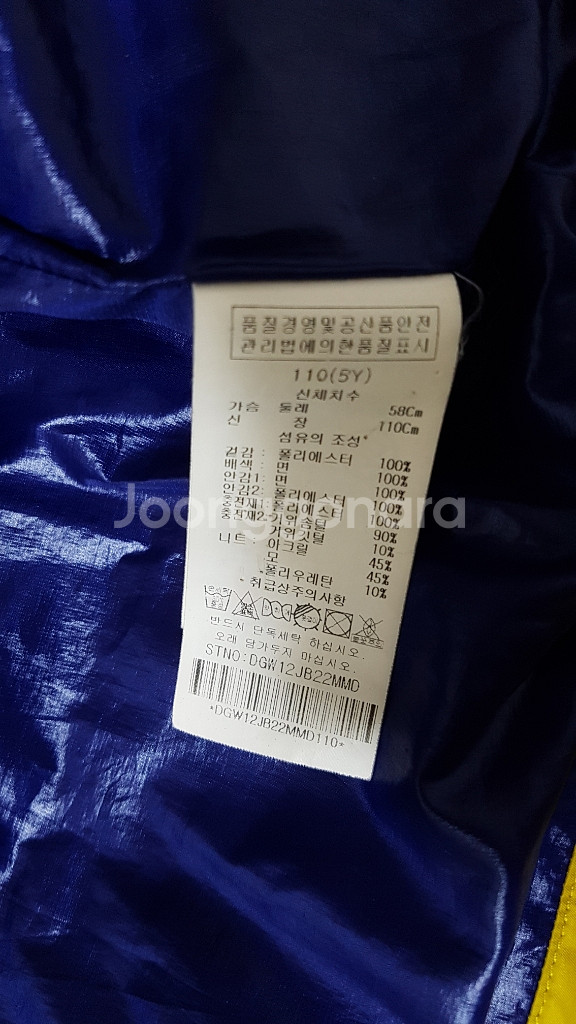 품질경영및공산품안전
관리법에의한품질표시
110(5Y)
신체치수
가슴 둘레 58Cm
신 장 110Cm
섬유의 조성*
겉감 : 폴리에스터 100%
배색 : 면 100%
안감1: 면 100%
안감2: 폴리에스터 100%
충전재1: 폴리에스터 100%
충전재2: 거위솜털 90%
거위깃털 10%
니트 : 아크릴 45%
모 45%
폴리우레탄 10%
* 취급상주의사항
반드시 단독세탁 하십시오.
오래 담가두지 마십시오.
STNO:DGW12JB22MMD
*DGW12JB22MMD110*